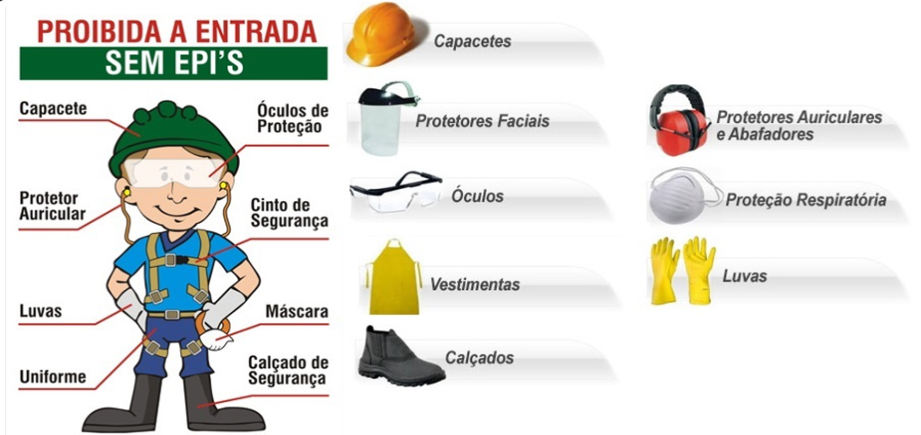 PROIBIDA A ENTRADA
SEM EPI'S
Capacete
Óculos de
Proteção
Protetor
Auricular
Cinto de
Segurança
Luvas
Máscara
Uniforme
Calçado de
Segurança
Capacetes
Protetores Faciais
Óculos
Vestimentas
Calçados
Protetores Auriculares
e Abafadores
Proteção Respiratória
Luvas